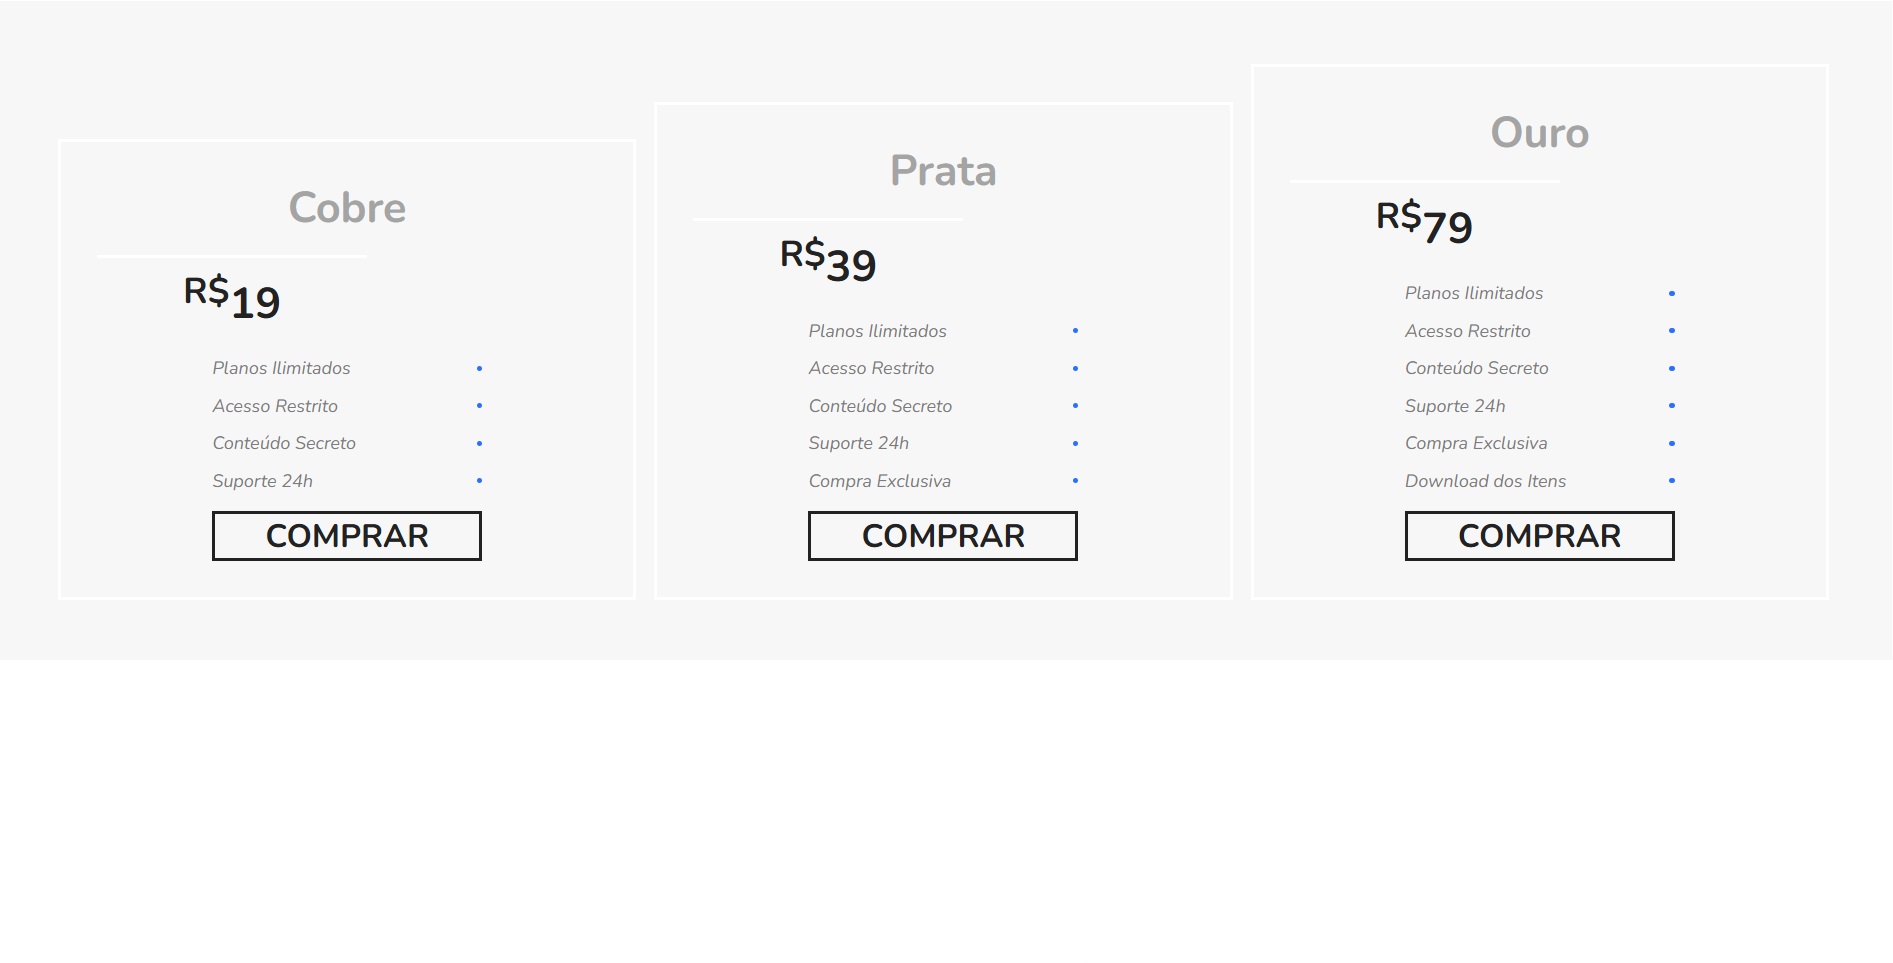 Cobre
R$19
Planos Ilimitados
Acesso Restrito
Conteúdo Secreto
Suporte 24h
COMPRAR
Prata
R$39
Planos Ilimitados
Acesso Restrito
Conteúdo Secreto
Suporte 24h
Compra Exclusiva
COMPRAR
Ouro
R$79
Planos Ilimitados
Acesso Restrito
Conteúdo Secreto
Suporte 24h
Compra Exclusiva
Download dos Itens
COMPRAR